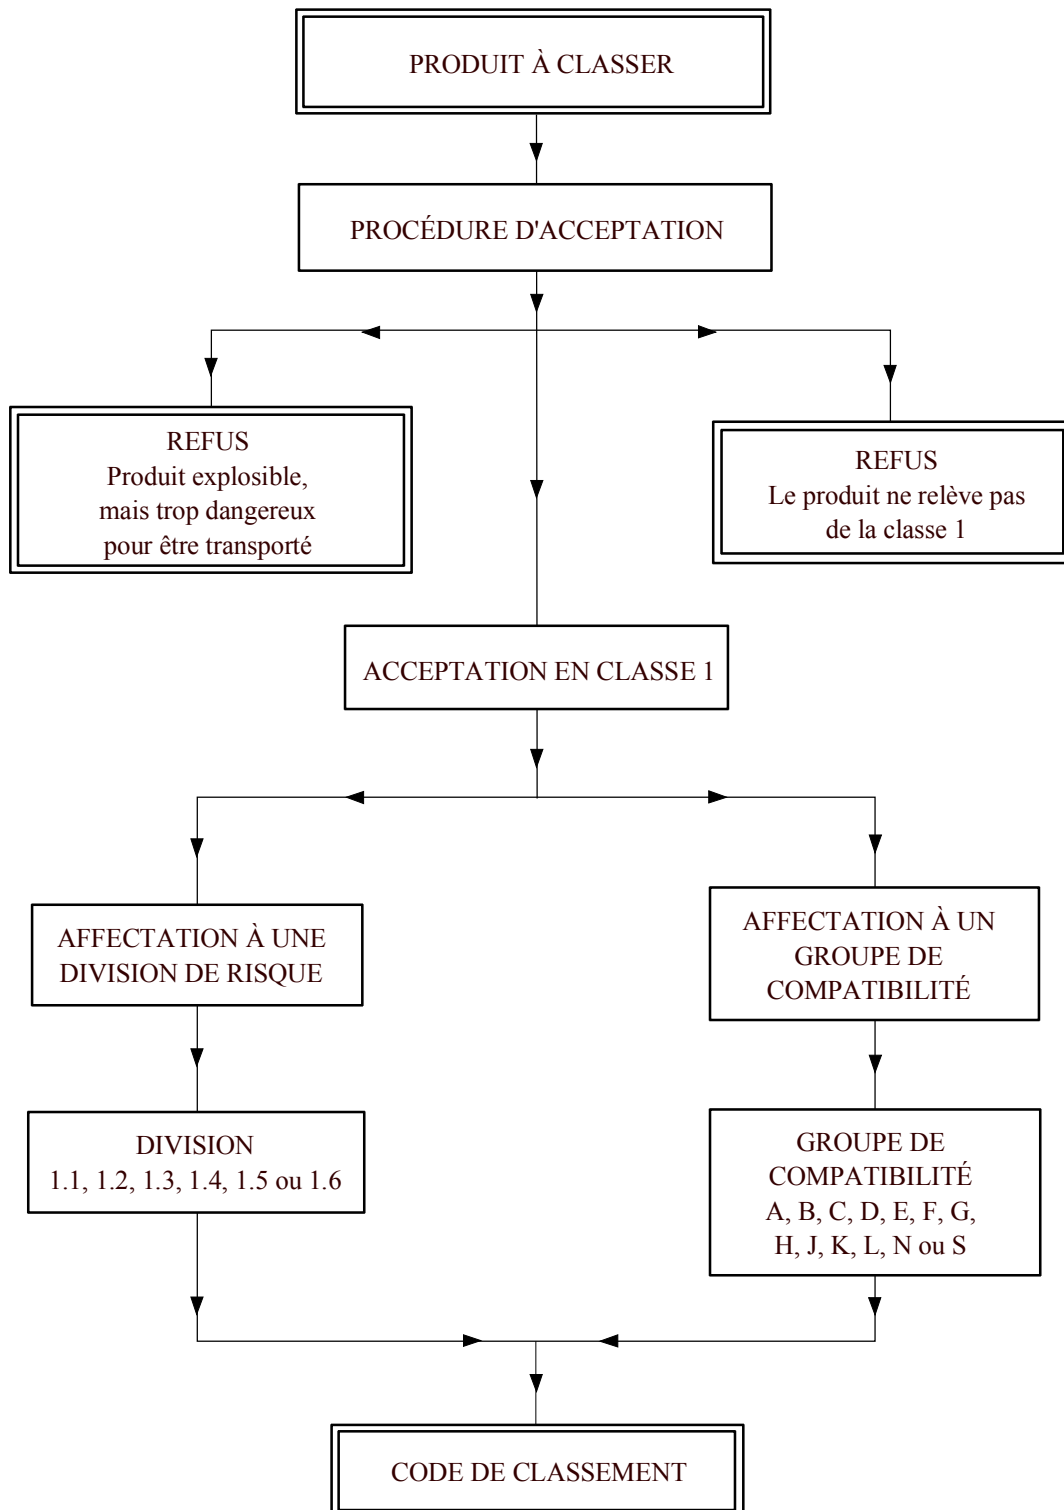 PRODUIT À CLASSER
PROCÉDURE D'ACCEPTATION
REFUS
Produit explosible,
mais trop dangereux
pour être transporté
REFUS
Le produit ne relève pas
de la classe 1
ACCEPTATION EN CLASSE 1
AFFECTATION À UNE
DIVISION DE RISQUE
AFFECTATION À UN
GROUPE DE
COMPATIBILITÉ
DIVISION
1.1, 1.2, 1.3, 1.4, 1.5 ou 1.6
GROUPE DE
COMPATIBILITÉ
A, B, C, D, E, F, G,
H, J, K, L, N ou S
CODE DE CLASSEMENT